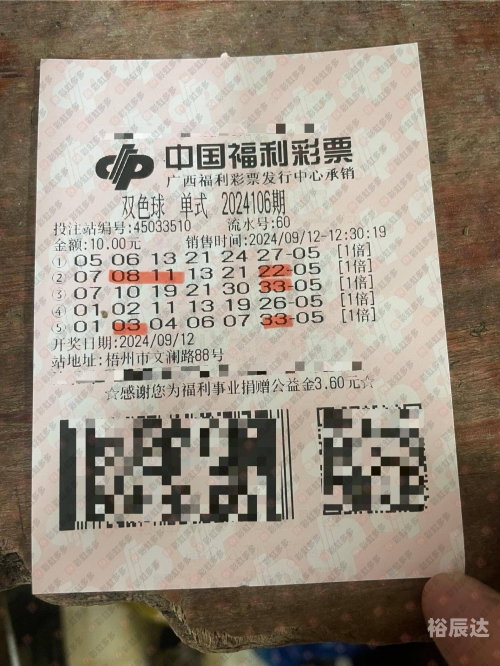 中国福利彩票
广西福利彩票发行中心承销
双色球 单式 2024106期
投注站编号:45033510 流水号:60
金额:10.00元 销售时间:2024/09/12-12:30:19
① 05 06 13 21 24 27-05 [1倍]
② 07 08 11 13 21 22-05 [1倍]
③ 07 10 19 21 30 33-05 [1倍]
④ 01 02 11 13 19 26-05 [1倍]
⑤ 01 03 04 06 07 33-05 [1倍]
开奖日期:2024/09/12
站地址:梧州市文澜路88号
☆感谢您为福利事业捐赠公益金3.60元☆
裕辰达